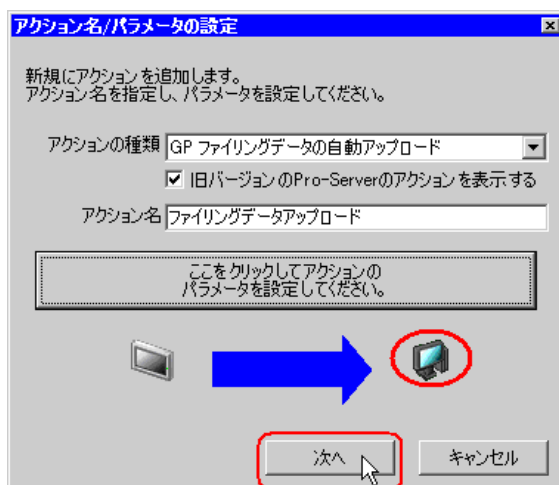 アクション名/パラメータの設定
新規にアクションを追加します。
アクション名を指定し、パラメータを設定してください。
アクションの種類 GP ファイリングデータの自動アップロード
旧バージョンのPro-Serverのアクションを表示する
アクション名 ファイリングデータアップロード
ここをクリックしてアクションの
パラメータを設定してください。
次へ キャンセル